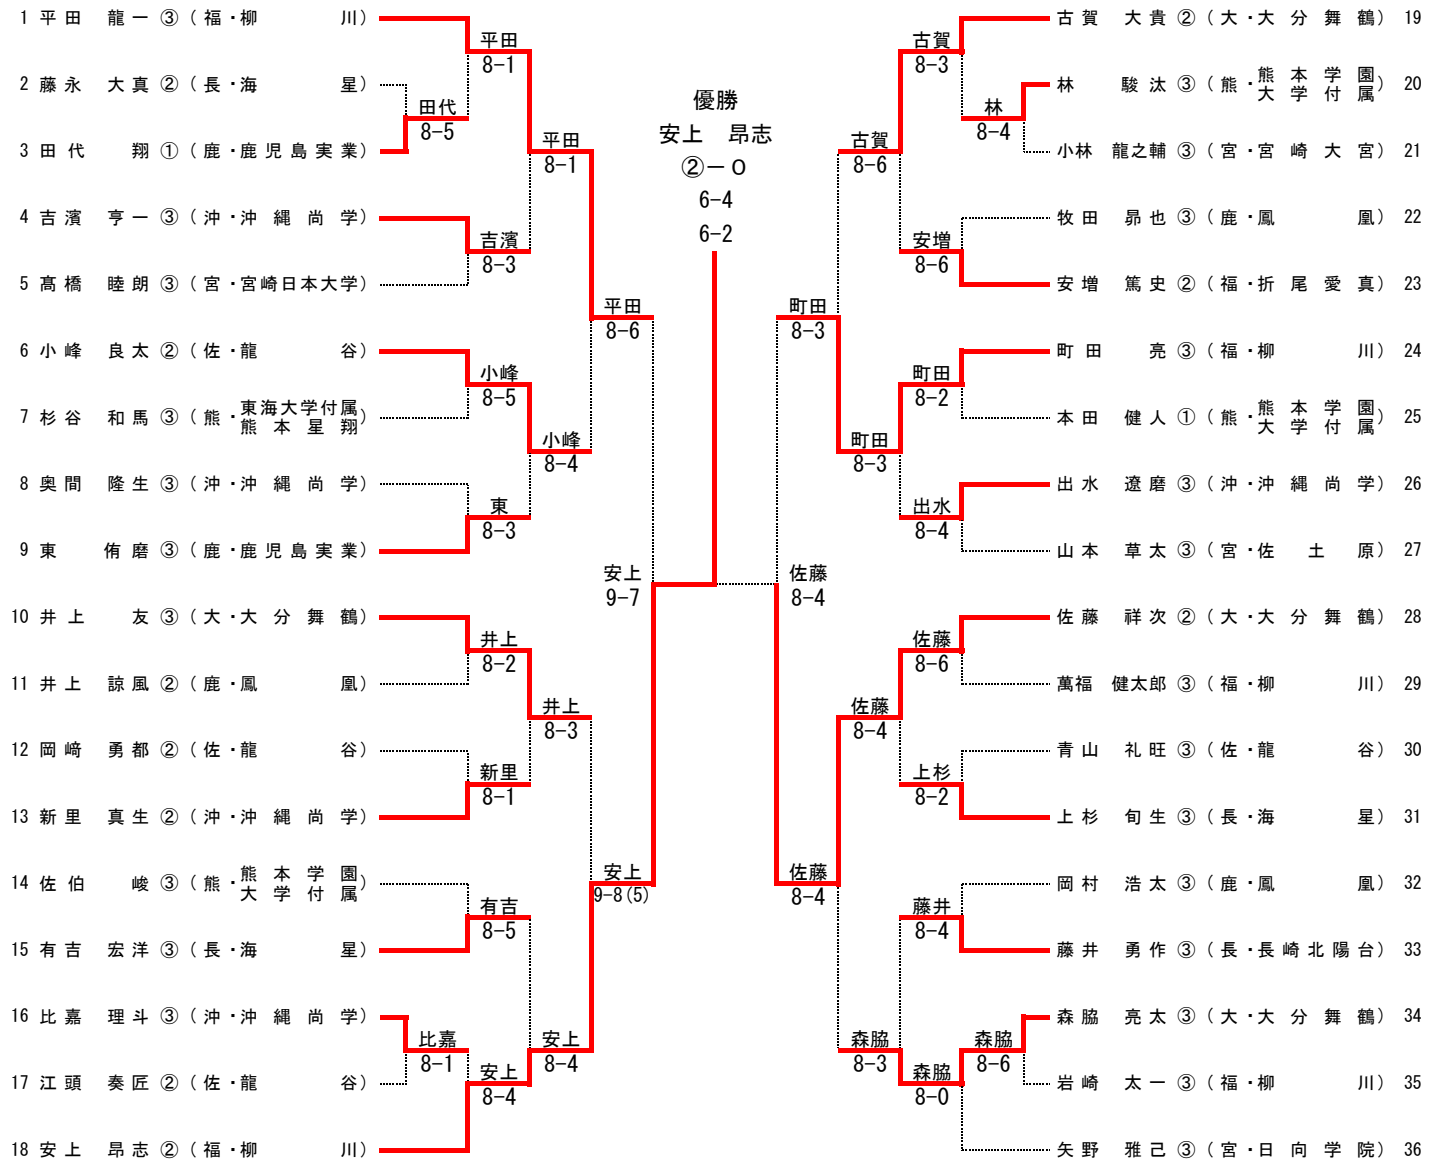 1 平田 龍一 ③ (福・柳川)
2 藤永 大真 ② (長・海星)
3 田代 翔 ① (鹿・鹿児島実業)
4 吉濱 亨一 ③ (沖・沖縄尚学)
5 髙橋 睦朗 ③ (宮・宮崎日本大学)
6 小峰 良太 ② (佐・龍谷)
7 杉谷 和馬 ③ (熊・東海大学付属熊本星翔)
8 奥間 隆生 ③ (沖・沖縄尚学)
9 東 侑磨 ③ (鹿・鹿児島実業)
10 井上 友 ③ (大・大分舞鶴)
11 井上 諒風 ② (鹿・鳳凰)
12 岡﨑 勇都 ② (佐・龍谷)
13 新里 真生 ② (沖・沖縄尚学)
14 佐伯 峻 ③ (熊・熊本学園大学付属)
15 有吉 宏洋 ③ (長・海星)
16 比嘉 理斗 ③ (沖・沖縄尚学)
17 江頭 奏匠 ② (佐・龍谷)
18 安上 昂志 ② (福・柳川)
田代
8-5
比嘉
8-1
平田
8-1
吉濱
8-3
小峰
8-5
東
8-3
井上
8-2
新里
8-1
有吉
8-5
安上
8-4
平田
8-1
小峰
8-4
井上
8-3
安上
8-4
平田
8-6
安上
9-8(5)
安上
9-7
優勝
安上 昂志
②－0
6-4
6-2
佐藤
8-4
町田
8-3
佐藤
8-4
古賀
8-6
町田
8-3
佐藤
8-4
森脇
8-3
古賀
8-3
安増
8-6
町田
8-2
出水
8-4
佐藤
8-6
上杉
8-2
藤井
8-4
森脇
8-0
林
8-4
森脇
8-6
古賀 大貴 ② (大・大分舞鶴) 19
林 駿汰 ③ (熊・熊本学園大学付属) 20
小林 龍之輔 ③ (宮・宮崎大宮) 21
牧田 昴也 ③ (鹿・鳳凰) 22
安増 篤史 ② (福・折尾愛真) 23
町田 亮 ③ (福・柳川) 24
本田 健人 ① (熊・熊本学園大学付属) 25
出水 遼磨 ③ (沖・沖縄尚学) 26
山本 草太 ③ (宮・佐土原) 27
佐藤 祥次 ② (大・大分舞鶴) 28
萬福 健太郎 ③ (福・柳川) 29
青山 礼旺 ③ (佐・龍谷) 30
上杉 旬生 ③ (長・海星) 31
岡村 浩太 ③ (鹿・鳳凰) 32
藤井 勇作 ③ (長・長崎北陽台) 33
森脇 亮太 ③ (大・大分舞鶴) 34
岩崎 太一 ③ (福・柳川) 35
矢野 雅己 ③ (宮・日向学院) 36